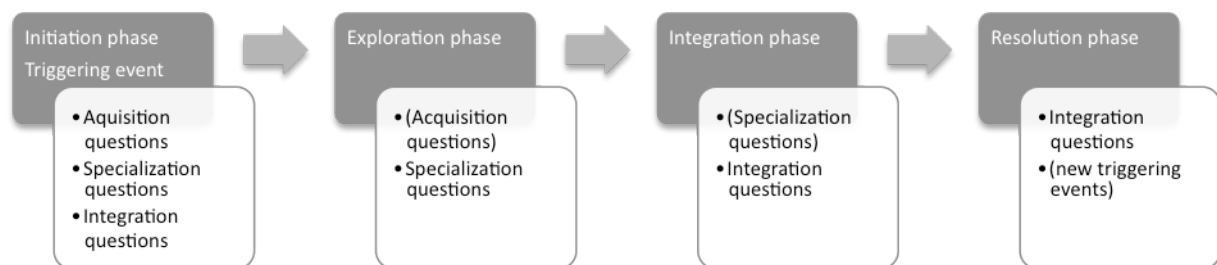 Initiation phase
Triggering event
•Aquisition
questions
•Specialization
questions
•Integration
questions
Exploration phase
•(Acquisition
questions)
•Specialization
questions
Integration phase
•(Specialization
questions)
•Integration
questions
Resolution phase
•Integration
questions
•(new triggering
events)